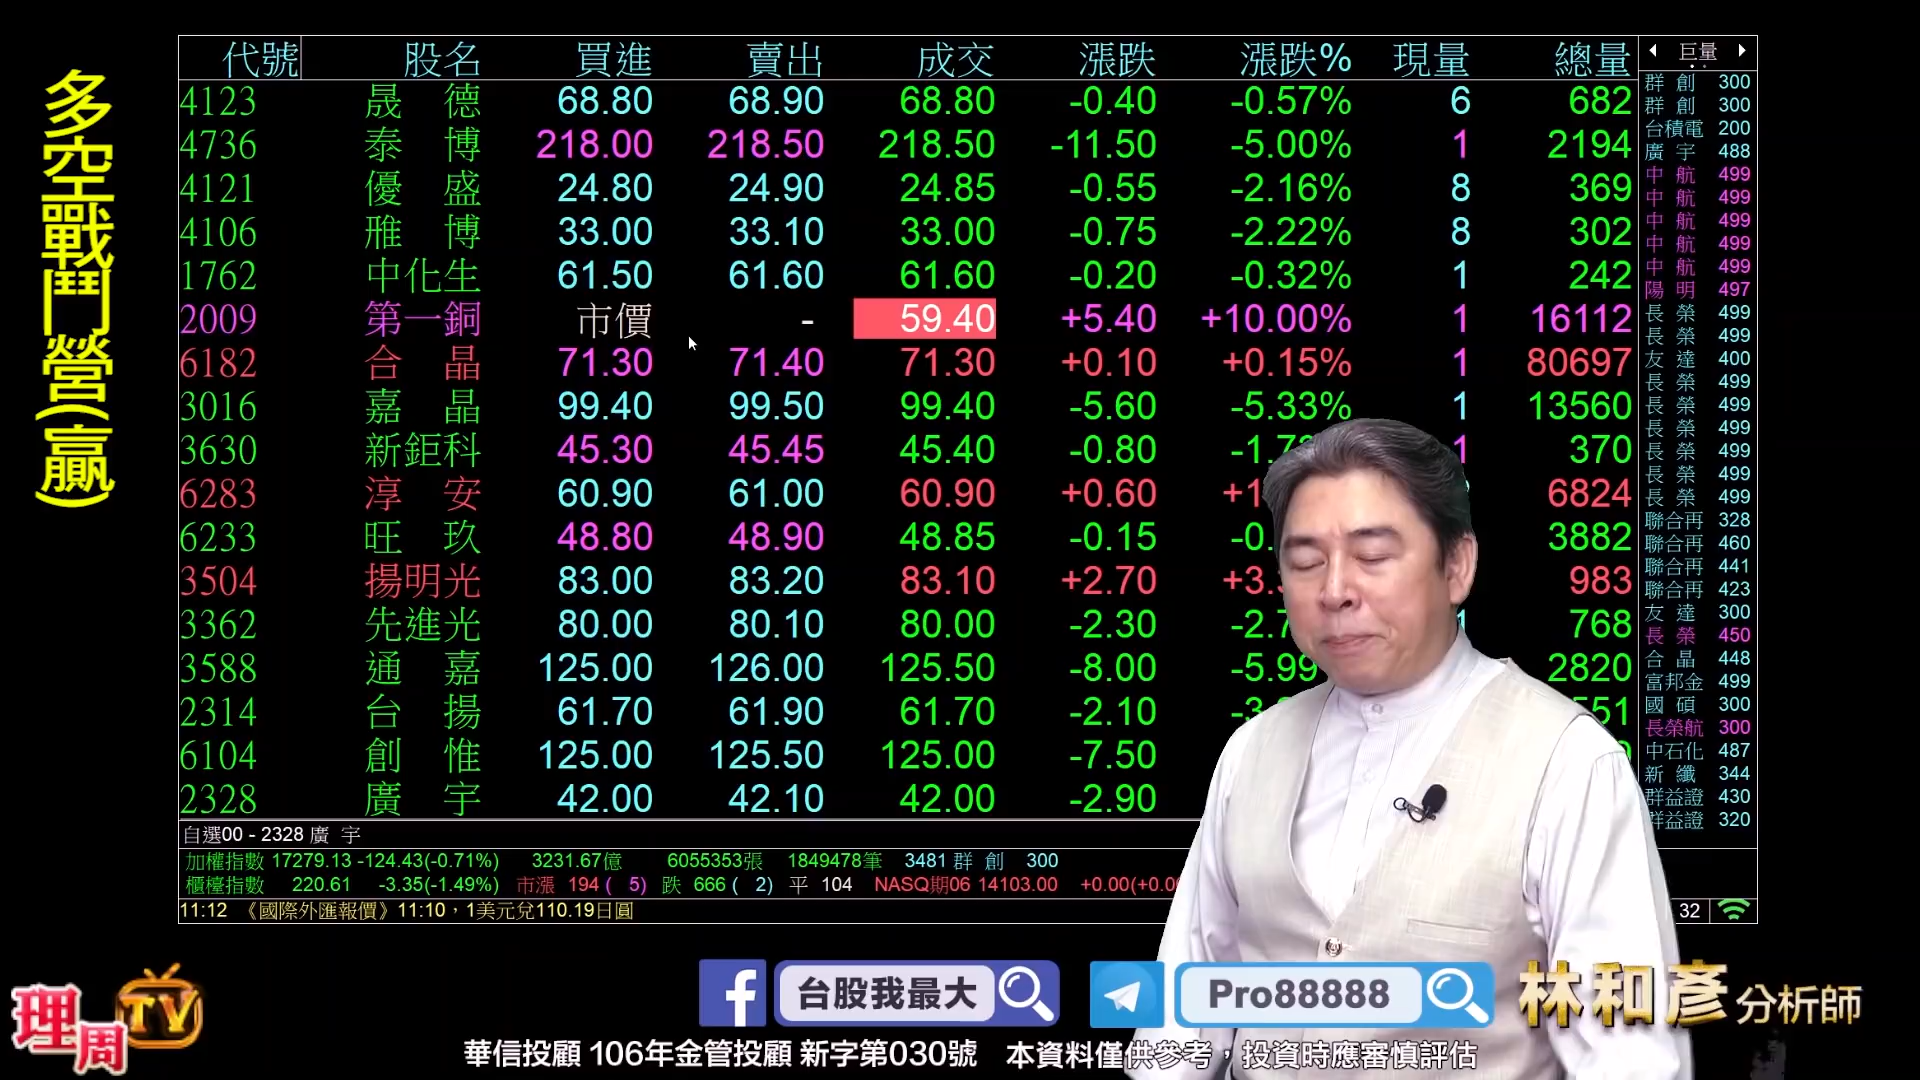 多空戰鬥營(贏)
代號 股名 買進 賣出 成交 漲跌 漲跌% 現量 總量
4123 晟 德 68.80 68.90 68.80 -0.40 -0.57% 6 682
4736 泰 博 218.00 218.50 218.50 -11.50 -5.00% 1 2194
4121 優 盛 24.80 24.90 24.85 -0.55 -2.16% 8 369
4106 雃 博 33.00 33.10 33.00 -0.75 -2.22% 8 302
1762 中化生 61.50 61.60 61.60 -0.20 -0.32% 1 242
2009 第一銅 市價 - 59.40 +5.40 +10.00% 1 16112
6182 合 晶 71.30 71.40 71.30 +0.10 +0.15% 1 80697
3016 嘉 晶 99.40 99.50 99.40 -5.60 -5.33% 1 13560
3630 新鉅科 45.30 45.45 45.40 -0.80 -1.7 1 370
6283 淳 安 60.90 61.00 60.90 +0.60 +1 6824
6233 旺 玖 48.80 48.90 48.85 -0.15 -0. 3882
3504 揚明光 83.00 83.20 83.10 +2.70 +3. 983
3362 先進光 80.00 80.10 80.00 -2.30 -2.7 1 768
3588 通 嘉 125.00 126.00 125.50 -8.00 -5.99 2820
2314 台 揚 61.70 61.90 61.70 -2.10 -3. 51
6104 創 惟 125.00 125.50 125.00 -7.50
2328 廣 宇 42.00 42.10 42.00 -2.90
自選00 - 2328 廣 宇
加權指數 17279.13 -124.43(-0.71%) 3231.67億 6055353張 1849478筆 3481 群 創 300
櫃檯指數 220.61 -3.35(-1.49%) 市漲 194 ( 5) 跌 666 ( 2) 平 104 NASQ期06 14103.00 +0.00(+0.0
11:12 《國際外匯報價》11:10，1美元兌110.19日圓
32
巨量
群 創 300
群 創 300
台積電 200
廣 宇 488
中 航 499
中 航 499
中 航 499
中 航 499
中 航 499
陽 明 497
長 榮 499
長 榮 499
友 達 400
長 榮 499
長 榮 499
長 榮 499
長 榮 499
長 榮 499
長 榮 499
聯合再 328
聯合再 460
聯合再 441
聯合再 423
友 達 300
長 榮 450
合 晶 448
富邦金 499
國 碩 300
長榮航 300
中石化 487
新 纖 344
群益證 430
群益證 320
理周TV
台股我最大
Pro88888
林和彥 分析師
華信投顧 106年金管投顧 新字第030號 本資料僅供參考，投資時應審慎評估